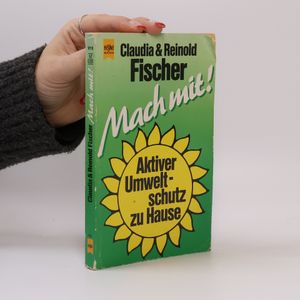 Claudia & Reinold
Fischer
Mach mit!
Aktiver
Umwelt-
schutz
zu Hause
Claudia & Reinold Fischer
Mach mit!